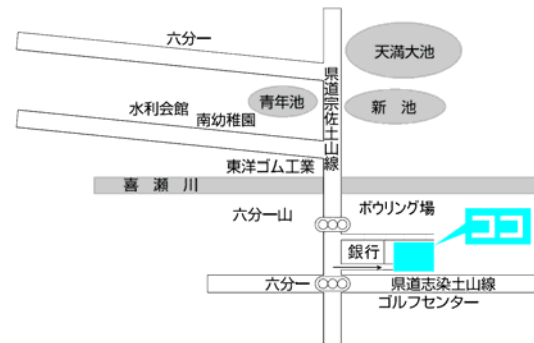 六分一
天満大池
県道宗佐土山線
青年池
新 池
水利会館
南幼稚園
東洋ゴム工業
喜 瀬 川
六分一山
ボウリング場
ココ
銀行
六分一
県道志染土山線
ゴルフセンター